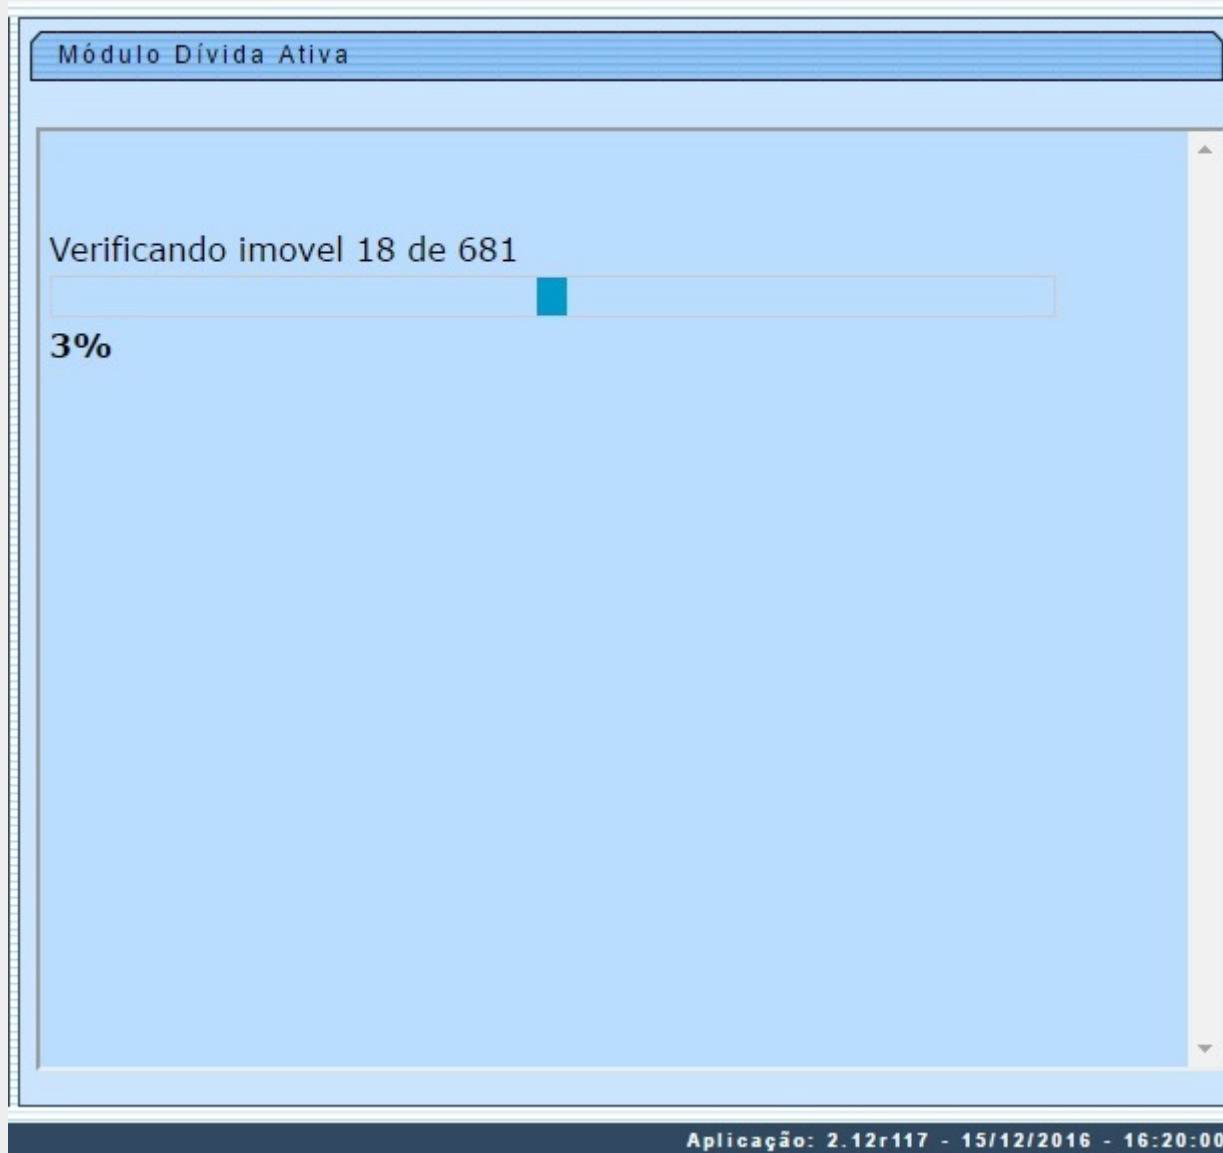 Módulo Dívida Ativa
Verificando imovel 18 de 681
3%
Aplicação: 2.12r117 - 15/12/2016 - 16:20:00